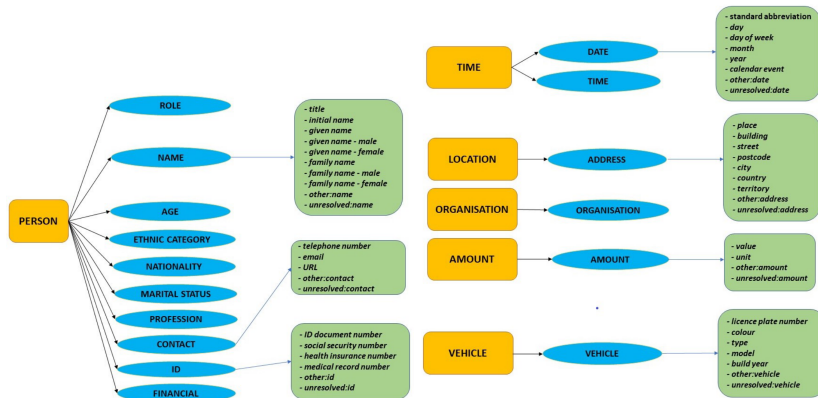 PERSON
ROLE
NAME
AGE
ETHNIC CATEGORY
NATIONALITY
MARITAL STATUS
PROFESSION
CONTACT
ID
FINANCIAL
- title
- initial name
- given name
- given name - male
- given name - female
- family name
- family name - male
- family name - female
- other:name
- unresolved:name
- telephone number
- email
- URL
- other:contact
- unresolved:contact
- ID document number
- social security number
- health insurance number
- medical record number
- other:id
- unresolved:id
TIME
DATE
TIME
- standard abbreviation
- day
- day of week
- month
- year
- calendar event
- other:date
- unresolved:date
LOCATION
ADDRESS
- place
- building
- street
- postcode
- city
- country
- territory
- other:address
- unresolved:address
ORGANISATION
ORGANISATION
AMOUNT
AMOUNT
- value
- unit
- other:amount
- unresolved:amount
VEHICLE
VEHICLE
- licence plate number
- colour
- type
- model
- build year
- other:vehicle
- unresolved:vehicle